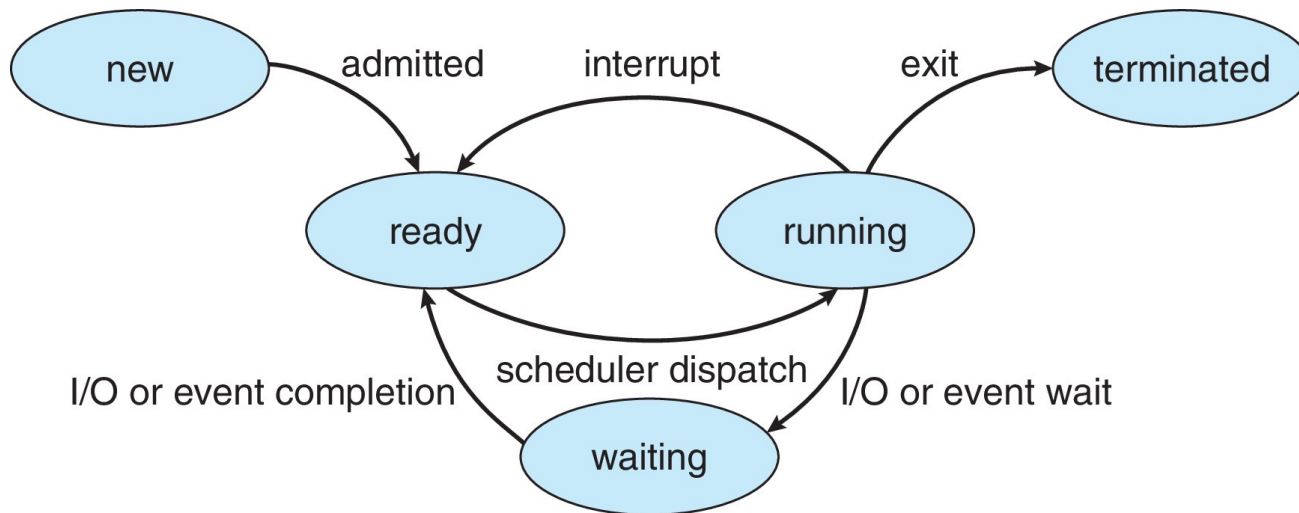 new
admitted
interrupt
exit
terminated
ready
running
scheduler dispatch
I/O or event completion
I/O or event wait
waiting